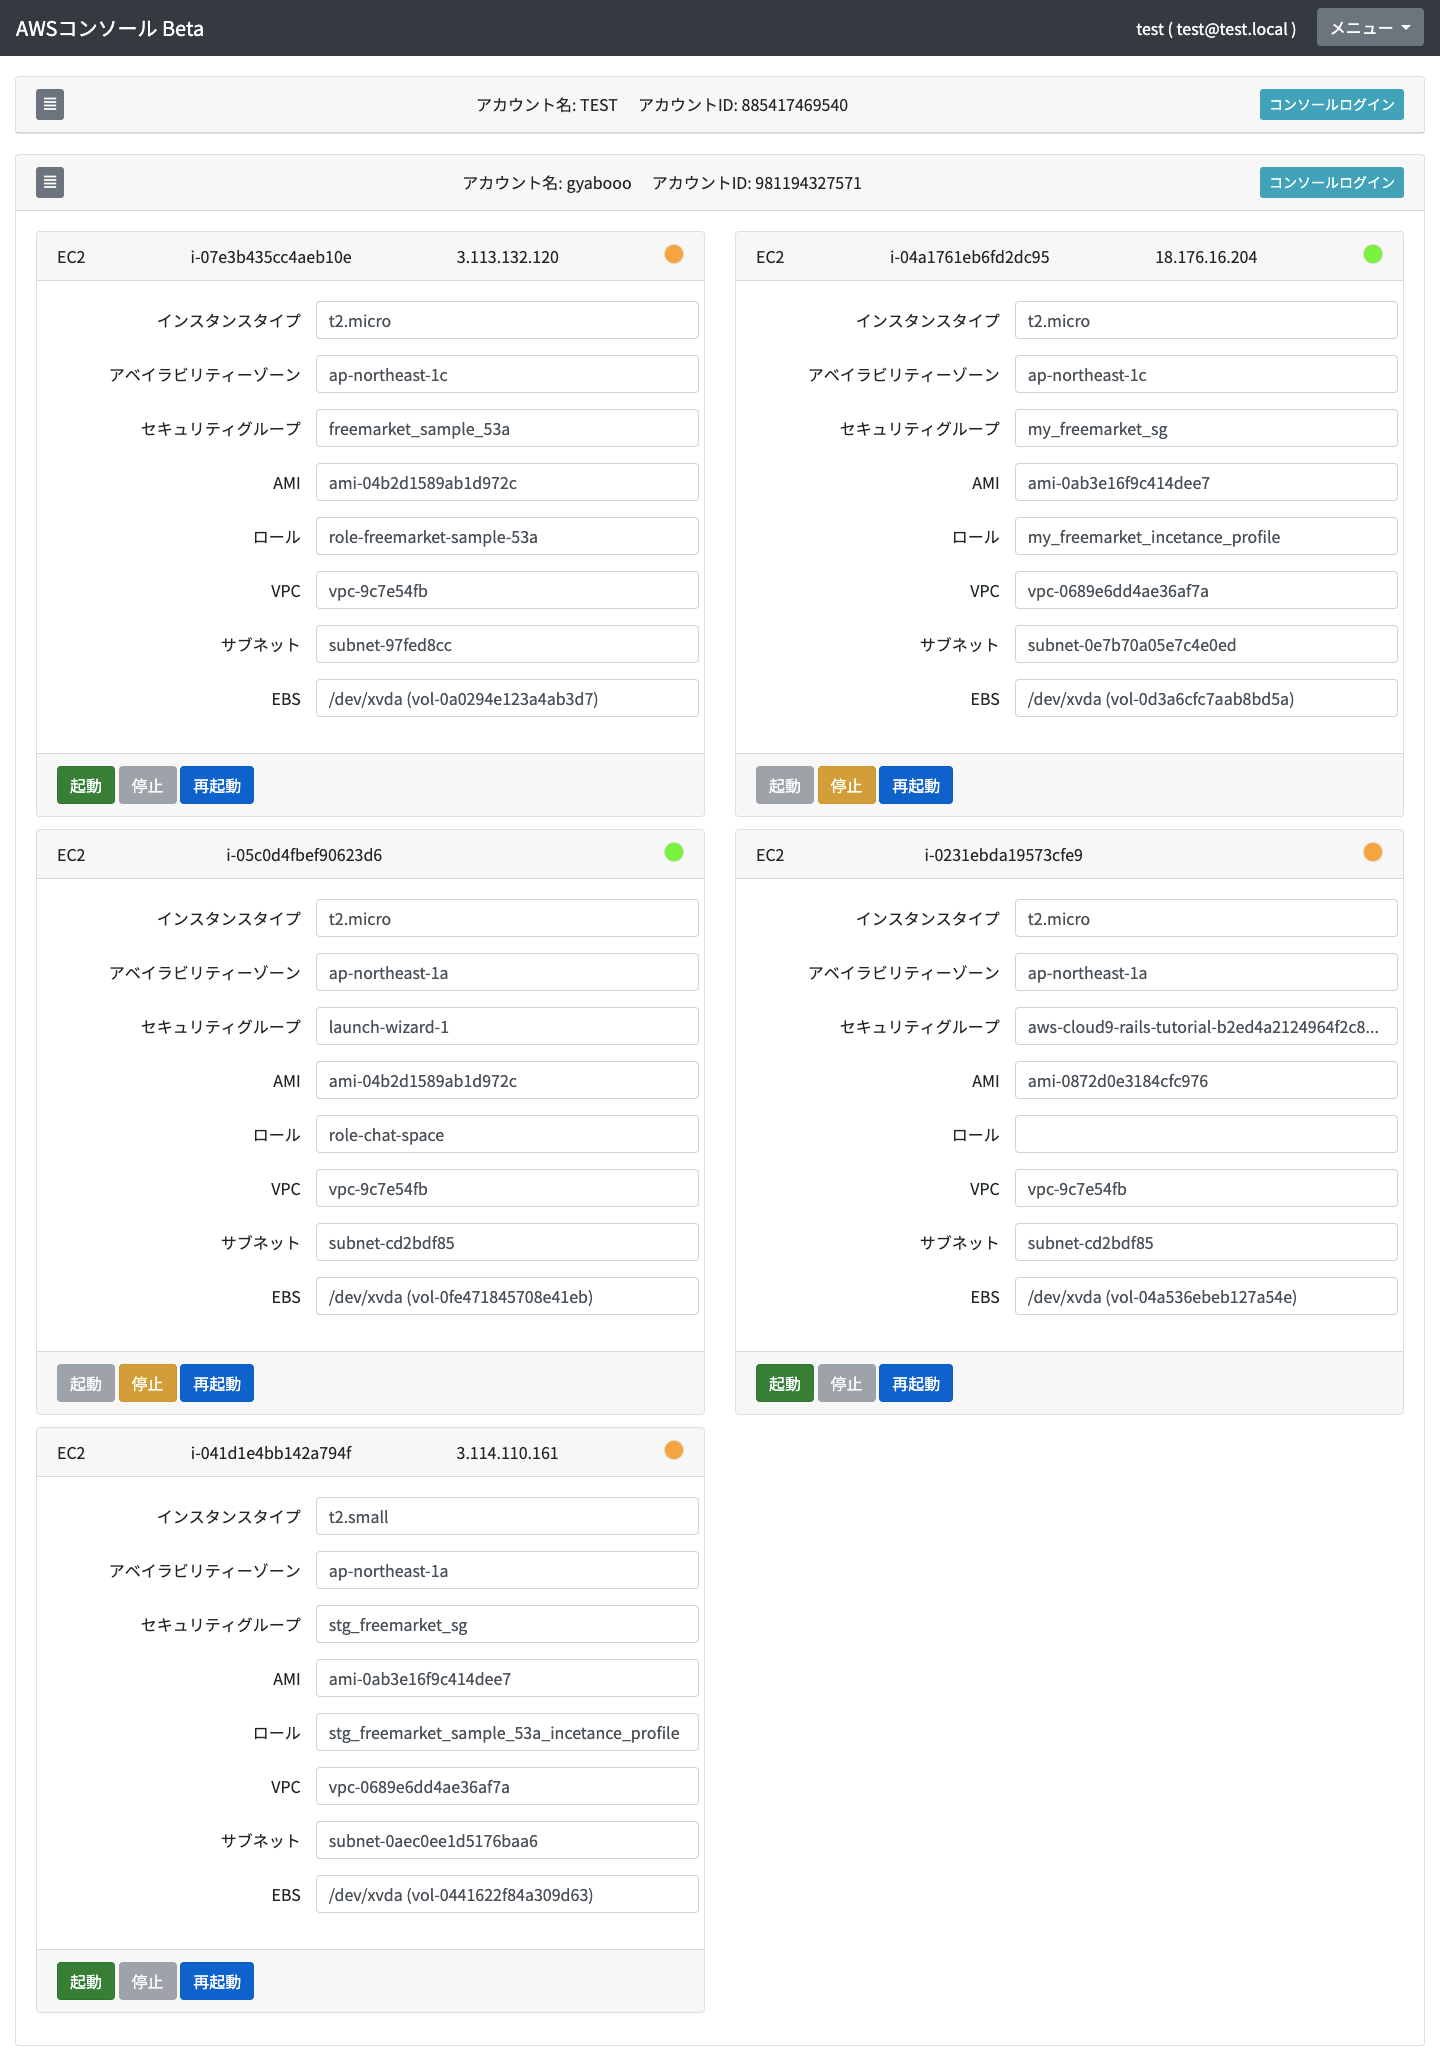 AWSコンソール Beta
test ( test@test.local )
メニュー
アカウント名: TEST アカウントID: 885417469540
コンソールログイン
アカウント名: gyabooo アカウントID: 981194327571
コンソールログイン
EC2 i-07e3b435cc4aeb10e 3.113.132.120
インスタンスタイプ t2.micro
アベイラビリティーゾーン ap-northeast-1c
セキュリティグループ freemarket_sample_53a
AMI ami-04b2d1589ab1d972c
ロール role-freemarket-sample-53a
VPC vpc-9c7e54fb
サブネット subnet-97fed8cc
EBS /dev/xvda (vol-0a0294e123a4ab3d7)
起動 停止 再起動
EC2 i-04a1761eb6fd2dc95 18.176.16.204
インスタンスタイプ t2.micro
アベイラビリティーゾーン ap-northeast-1c
セキュリティグループ my_freemarket_sg
AMI ami-0ab3e16f9c414dee7
ロール my_freemarket_incetance_profile
VPC vpc-0689e6dd4ae36af7a
サブネット subnet-0e7b70a05e7c4e0ed
EBS /dev/xvda (vol-0d3a6cfc7aab8bd5a)
起動 停止 再起動
EC2 i-05c0d4fbef90623d6
インスタンスタイプ t2.micro
アベイラビリティーゾーン ap-northeast-1a
セキュリティグループ launch-wizard-1
AMI ami-04b2d1589ab1d972c
ロール role-chat-space
VPC vpc-9c7e54fb
サブネット subnet-cd2bdf85
EBS /dev/xvda (vol-0fe471845708e41eb)
起動 停止 再起動
EC2 i-0231ebda19573cfe9
インスタンスタイプ t2.micro
アベイラビリティーゾーン ap-northeast-1a
セキュリティグループ aws-cloud9-rails-tutorial-b2ed4a2124964f2c8...
AMI ami-0872d0e3184cfc976
ロール
VPC vpc-9c7e54fb
サブネット subnet-cd2bdf85
EBS /dev/xvda (vol-04a536ebeb127a54e)
起動 停止 再起動
EC2 i-041d1e4bb142a794f 3.114.110.161
インスタンスタイプ t2.small
アベイラビリティーゾーン ap-northeast-1a
セキュリティグループ stg_freemarket_sg
AMI ami-0ab3e16f9c414dee7
ロール stg_freemarket_sample_53a_incetance_profile
VPC vpc-0689e6dd4ae36af7a
サブネット subnet-0aec0ee1d5176baa6
EBS /dev/xvda (vol-0441622f84a309d63)
起動 停止 再起動